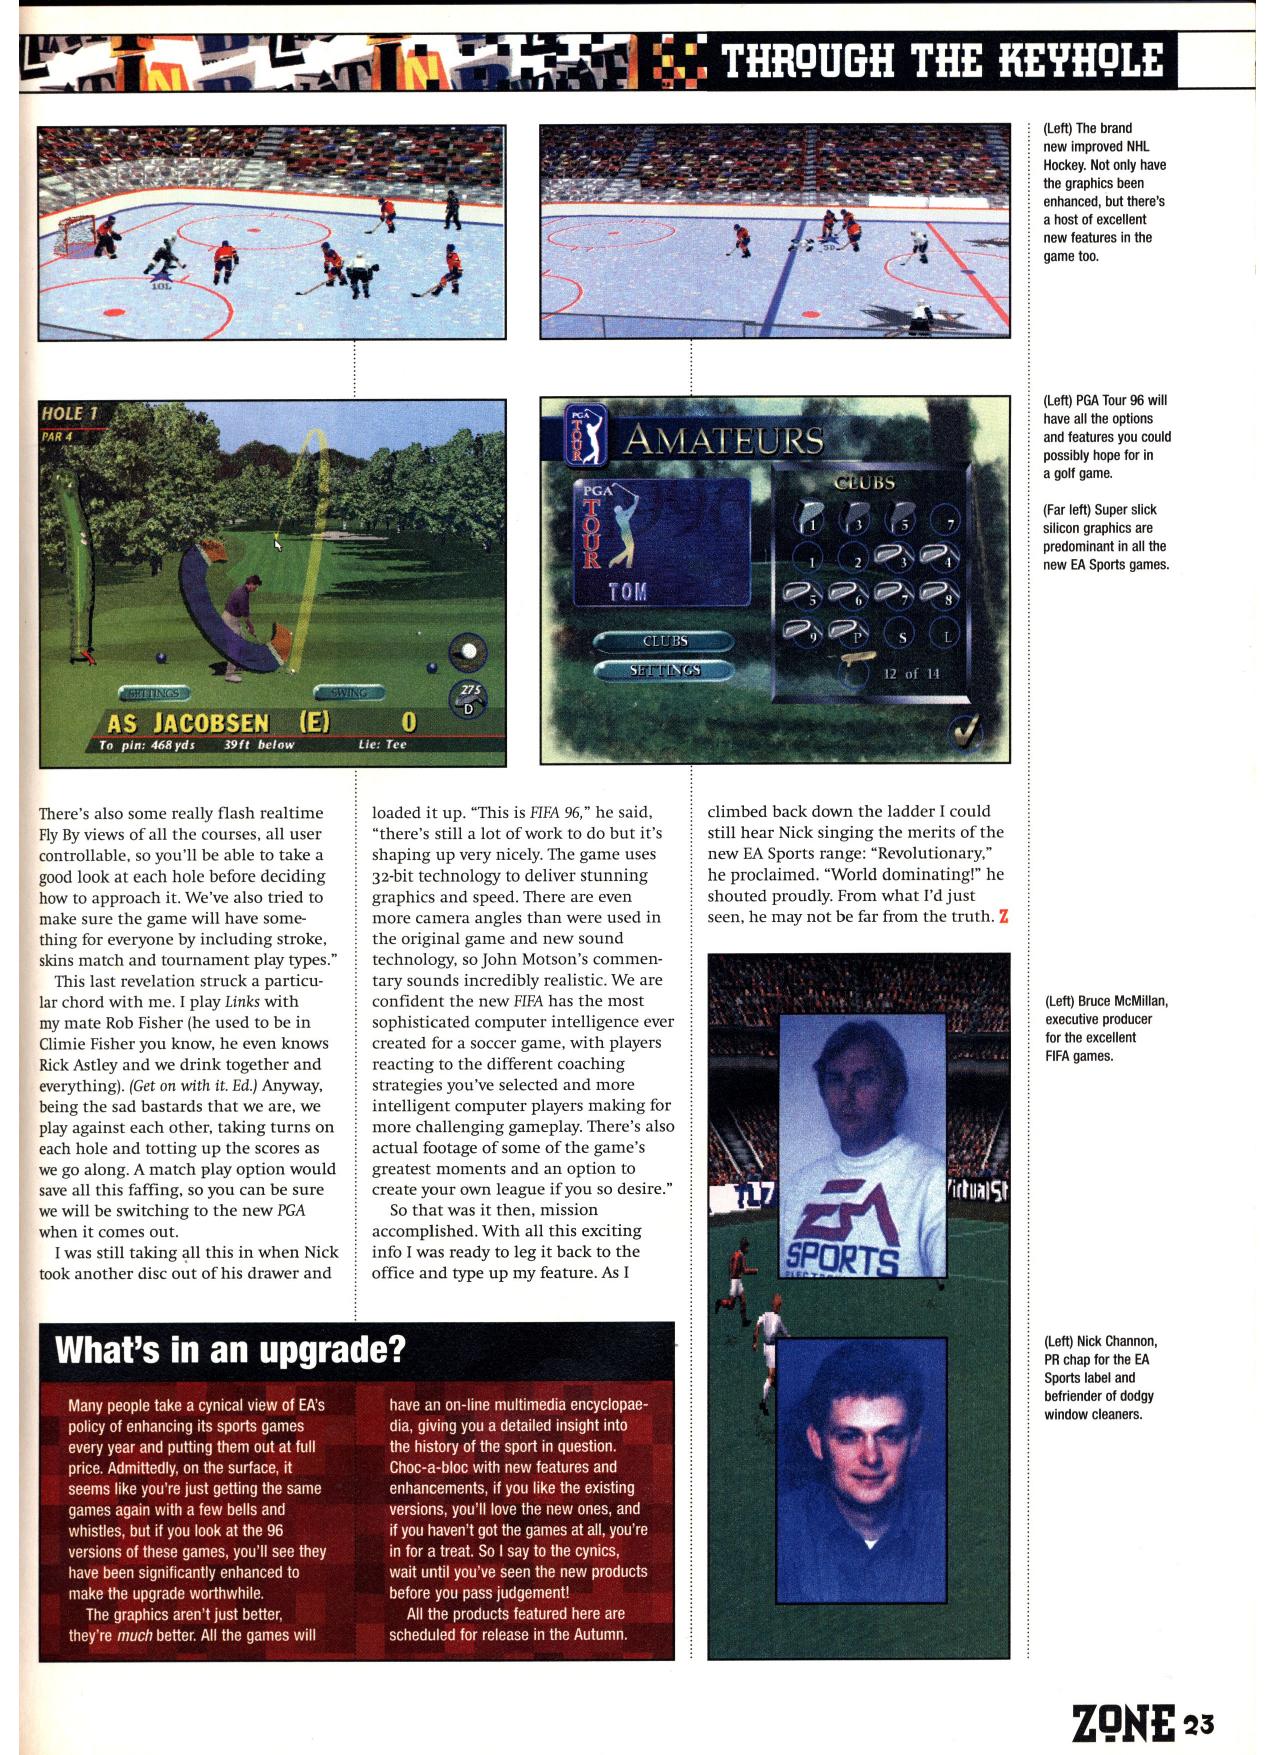 THROUGH THE KEYHOLE
(Left) The brand
new improved NHL
Hockey. Not only have
the graphics been
enhanced, but there's
a host of excellent
new features in the
game too.
10L
5D
HOLE 1
PAR 4
SETTINGS
SWING
275
D
AS JACOBSEN (E) 0
To pin: 468 yds 39ft below Lie: Tee
PGA
TOUR
AMATEURS
PGA
TOUR
96
TOM
CLUBS
SETTINGS
CLUBS
1 3 5 7
1 2 3 4
5 6 7 8
9 P S L
12 of 14
(Left) PGA Tour 96 will
have all the options
and features you could
possibly hope for in
a golf game.
(Far left) Super slick
silicon graphics are
predominant in all the
new EA Sports games.
There's also some really flash realtime
Fly By views of all the courses, all user
controllable, so you'll be able to take a
good look at each hole before deciding
how to approach it. We've also tried to
make sure the game will have some-
thing for everyone by including stroke,
skins match and tournament play types.”
This last revelation struck a particu-
lar chord with me. I play Links with
my mate Rob Fisher (he used to be in
Climie Fisher you know, he even knows
Rick Astley and we drink together and
everything). (Get on with it. Ed.) Anyway,
being the sad bastards that we are, we
play against each other, taking turns on
each hole and totting up the scores as
we go along. A match play option would
save all this faffing, so you can be sure
we will be switching to the new PGA
when it comes out.
I was still taking all this in when Nick
took another disc out of his drawer and
loaded it up. “This is FIFA 96,” he said,
“there's still a lot of work to do but it's
shaping up very nicely. The game uses
32-bit technology to deliver stunning
graphics and speed. There are even
more camera angles than were used in
the original game and new sound
technology, so John Motson's commen-
tary sounds incredibly realistic. We are
confident the new FIFA has the most
sophisticated computer intelligence ever
created for a soccer game, with players
reacting to the different coaching
strategies you've selected and more
intelligent computer players making for
more challenging gameplay. There's also
actual footage of some of the game's
greatest moments and an option to
create your own league if you so desire.”
So that was it then, mission
accomplished. With all this exciting
info I was ready to leg it back to the
office and type up my feature. As I
climbed back down the ladder I could
still hear Nick singing the merits of the
new EA Sports range: “Revolutionary,”
he proclaimed. “World dominating!” he
shouted proudly. From what I'd just
seen, he may not be far from the truth. Z
EA
SPORTS
VirtualSt
(Left) Bruce McMillan,
executive producer
for the excellent
FIFA games.
(Left) Nick Channon,
PR chap for the EA
Sports label and
befriender of dodgy
window cleaners.
What's in an upgrade?
Many people take a cynical view of EA's
policy of enhancing its sports games
every year and putting them out at full
price. Admittedly, on the surface, it
seems like you're just getting the same
games again with a few bells and
whistles, but if you look at the 96
versions of these games, you'll see they
have been significantly enhanced to
make the upgrade worthwhile.
The graphics aren't just better,
they're much better. All the games will
have an on-line multimedia encyclopae-
dia, giving you a detailed insight into
the history of the sport in question.
Choc-a-bloc with new features and
enhancements, if you like the existing
versions, you'll love the new ones, and
if you haven't got the games at all, you're
in for a treat. So I say to the cynics,
wait until you've seen the new products
before you pass judgement!
All the products featured here are
scheduled for release in the Autumn.
ZONE 23